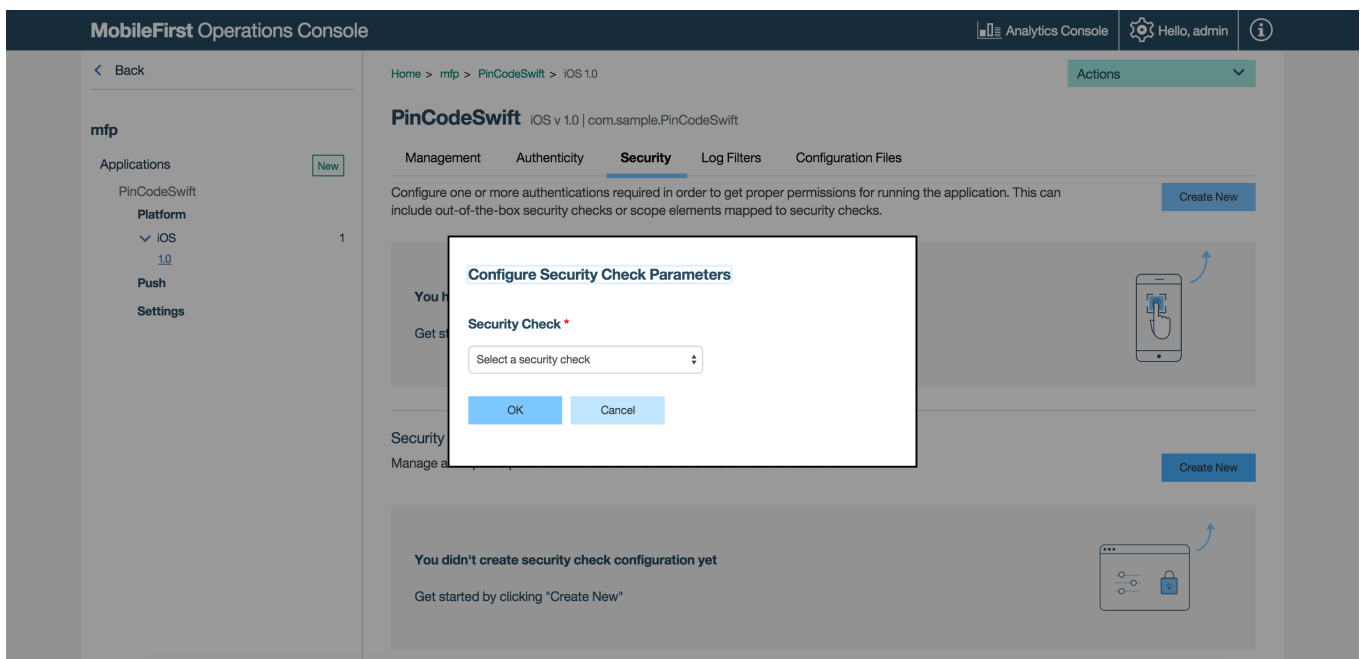 MobileFirst Operations Console
Analytics Console
Hello, admin
Back
mfp
Applications
New
PinCodeSwift
Platform
iOS
1
1.0
Push
Settings
Home > mfp > PinCodeSwift > iOS 1.0
Actions
PinCodeSwift iOS v 1.0 | com.sample.PinCodeSwift
Management Authenticity Security Log Filters Configuration Files
Configure one or more authentications required in order to get proper permissions for running the application. This can
include out-of-the-box security checks or scope elements mapped to security checks.
Create New
You
Get
Configure Security Check Parameters
Security Check *
Select a security check
OK Cancel
Security
Manage
Create New
You didn't create security check configuration yet
Get started by clicking "Create New"